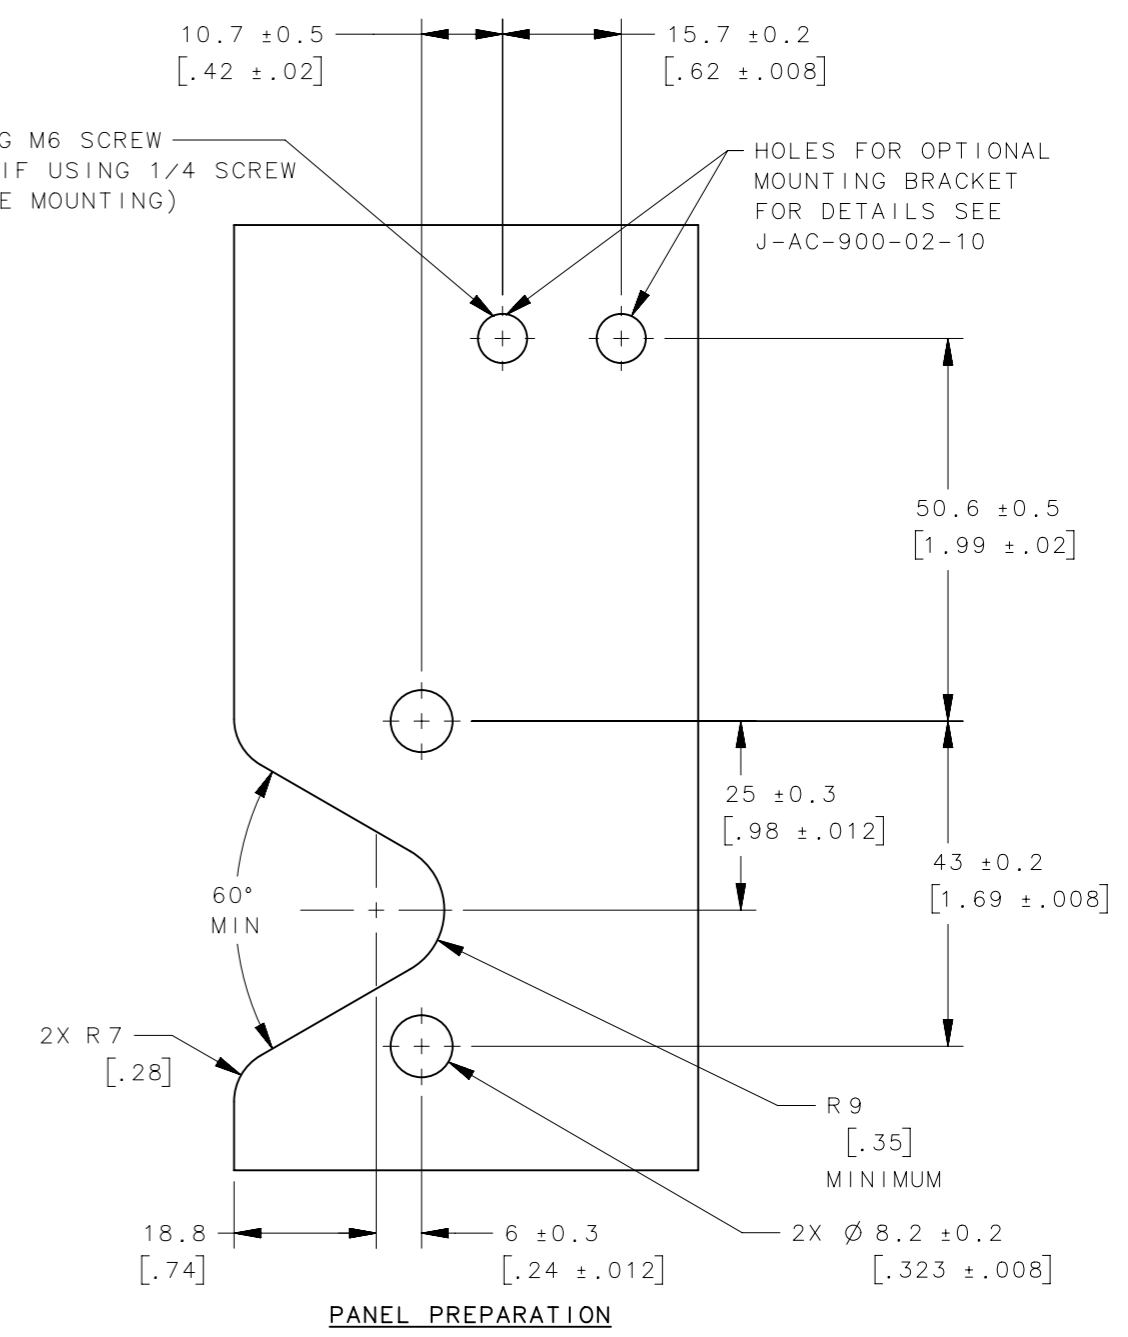 10.7 ±0.5
[.42 ±.02]
15.7 ±0.2
[.62 ±.008]
G M6 SCREW
IF USING 1/4 SCREW
E MOUNTING)
HOLES FOR OPTIONAL
MOUNTING BRACKET
FOR DETAILS SEE
J-AC-900-02-10
50.6 ±0.5
[1.99 ±.02]
25 ±0.3
[.98 ±.012]
43 ±0.2
[1.69 ±.008]
60°
MIN
2X R7
[.28]
R9
[.35]
MINIMUM
18.8
[.74]
6 ±0.3
[.24 ±.012]
2X Ø 8.2 ±0.2
[.323 ±.008]
PANEL PREPARATION